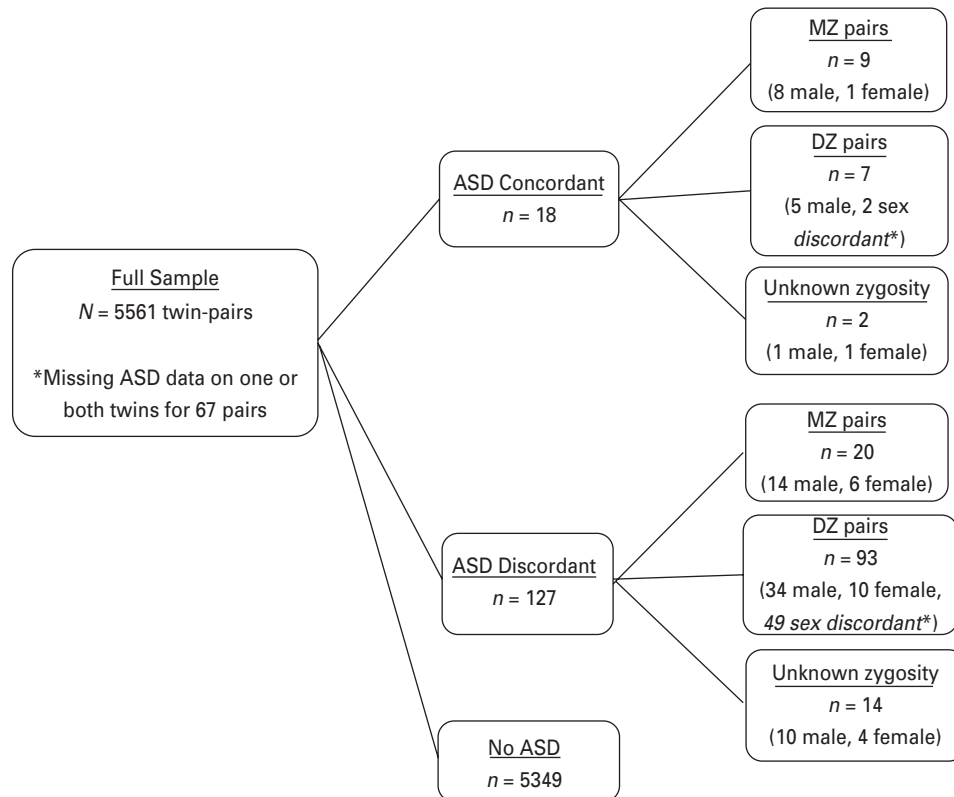 Full Sample
N = 5561 twin-pairs
*Missing ASD data on one or
both twins for 67 pairs
ASD Concordant
n = 18
MZ pairs
n = 9
(8 male, 1 female)
DZ pairs
n = 7
(5 male, 2 sex
discordant*)
Unknown zygosity
n = 2
(1 male, 1 female)
ASD Discordant
n = 127
MZ pairs
n = 20
(14 male, 6 female)
DZ pairs
n = 93
(34 male, 10 female,
49 sex discordant*)
Unknown zygosity
n = 14
(10 male, 4 female)
No ASD
n = 5349